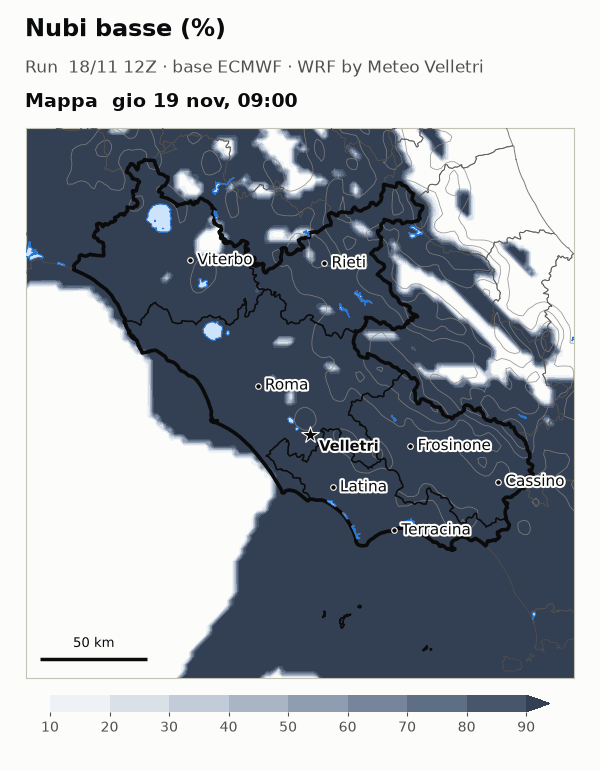 Nubi basse (%)
Run 18/11 12Z · base ECMWF · WRF by Meteo Velletri
Mappa gio 19 nov, 09:00
Viterbo
Rieti
Roma
Velletri
Frosinone
Latina
Cassino
Terracina
50 km
10 20 30 40 50 60 70 80 90